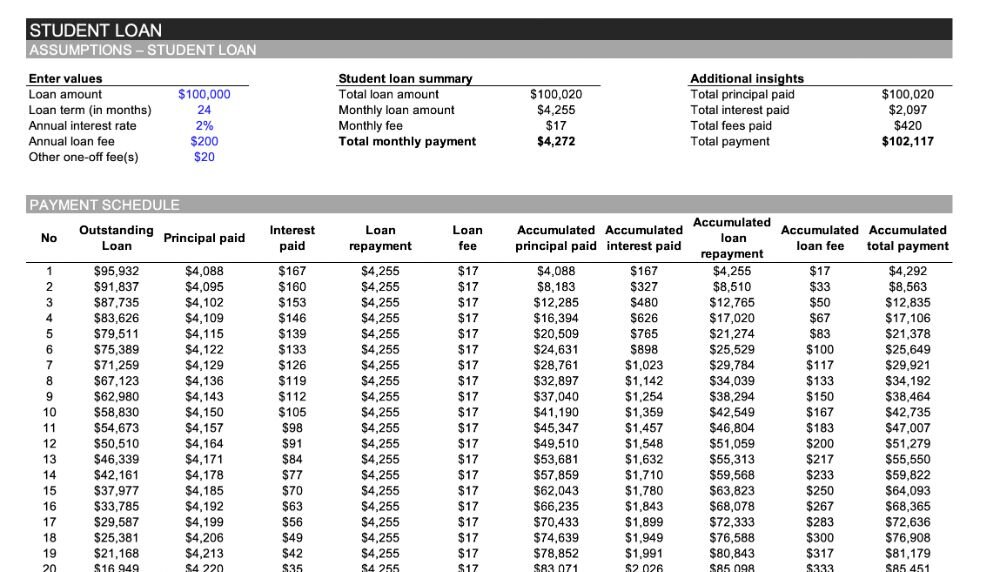 STUDENT LOAN
ASSUMPTIONS – STUDENT LOAN
Enter values Student loan summary Additional insights
Loan amount $100,000 Total loan amount $100,020 Total principal paid $100,020
Loan term (in months) 24 Monthly loan amount $4,255 Total interest paid $2,097
Annual interest rate 2% Monthly fee $17 Total fees paid $420
Annual loan fee $200 Total monthly payment $4,272 Total payment $102,117
Other one-off fee(s) $20
PAYMENT SCHEDULE
No Outstanding Loan Principal paid Interest paid Loan repayment Loan fee Accumulated principal paid Accumulated interest paid Accumulated loan repayment Accumulated loan fee Accumulated total payment
1 $95,932 $4,088 $167 $4,255 $17 $4,088 $167 $4,255 $17 $4,292
2 $91,837 $4,095 $160 $4,255 $17 $8,183 $327 $8,510 $33 $8,563
3 $87,735 $4,102 $153 $4,255 $17 $12,285 $480 $12,765 $50 $12,835
4 $83,626 $4,109 $146 $4,255 $17 $16,394 $626 $17,020 $67 $17,106
5 $79,511 $4,115 $139 $4,255 $17 $20,509 $765 $21,274 $83 $21,378
6 $75,389 $4,122 $133 $4,255 $17 $24,631 $898 $25,529 $100 $25,649
7 $71,259 $4,129 $126 $4,255 $17 $28,761 $1,023 $29,784 $117 $29,921
8 $67,123 $4,136 $119 $4,255 $17 $32,897 $1,142 $34,039 $133 $34,192
9 $62,980 $4,143 $112 $4,255 $17 $37,040 $1,254 $38,294 $150 $38,464
10 $58,830 $4,150 $105 $4,255 $17 $41,190 $1,359 $42,549 $167 $42,735
11 $54,673 $4,157 $98 $4,255 $17 $45,347 $1,457 $46,804 $183 $47,007
12 $50,510 $4,164 $91 $4,255 $17 $49,510 $1,548 $51,059 $200 $51,279
13 $46,339 $4,171 $84 $4,255 $17 $53,681 $1,632 $55,313 $217 $55,550
14 $42,161 $4,178 $77 $4,255 $17 $57,859 $1,710 $59,568 $233 $59,822
15 $37,977 $4,185 $70 $4,255 $17 $62,043 $1,780 $63,823 $250 $64,093
16 $33,785 $4,192 $63 $4,255 $17 $66,235 $1,843 $68,078 $267 $68,365
17 $29,587 $4,199 $56 $4,255 $17 $70,433 $1,899 $72,333 $283 $72,636
18 $25,381 $4,206 $49 $4,255 $17 $74,639 $1,949 $76,588 $300 $76,908
19 $21,168 $4,213 $42 $4,255 $17 $78,852 $1,991 $80,843 $317 $81,179
20 $16,949 $4,220 $35 $4,255 $17 $83,071 $2,026 $85,098 $333 $85,451